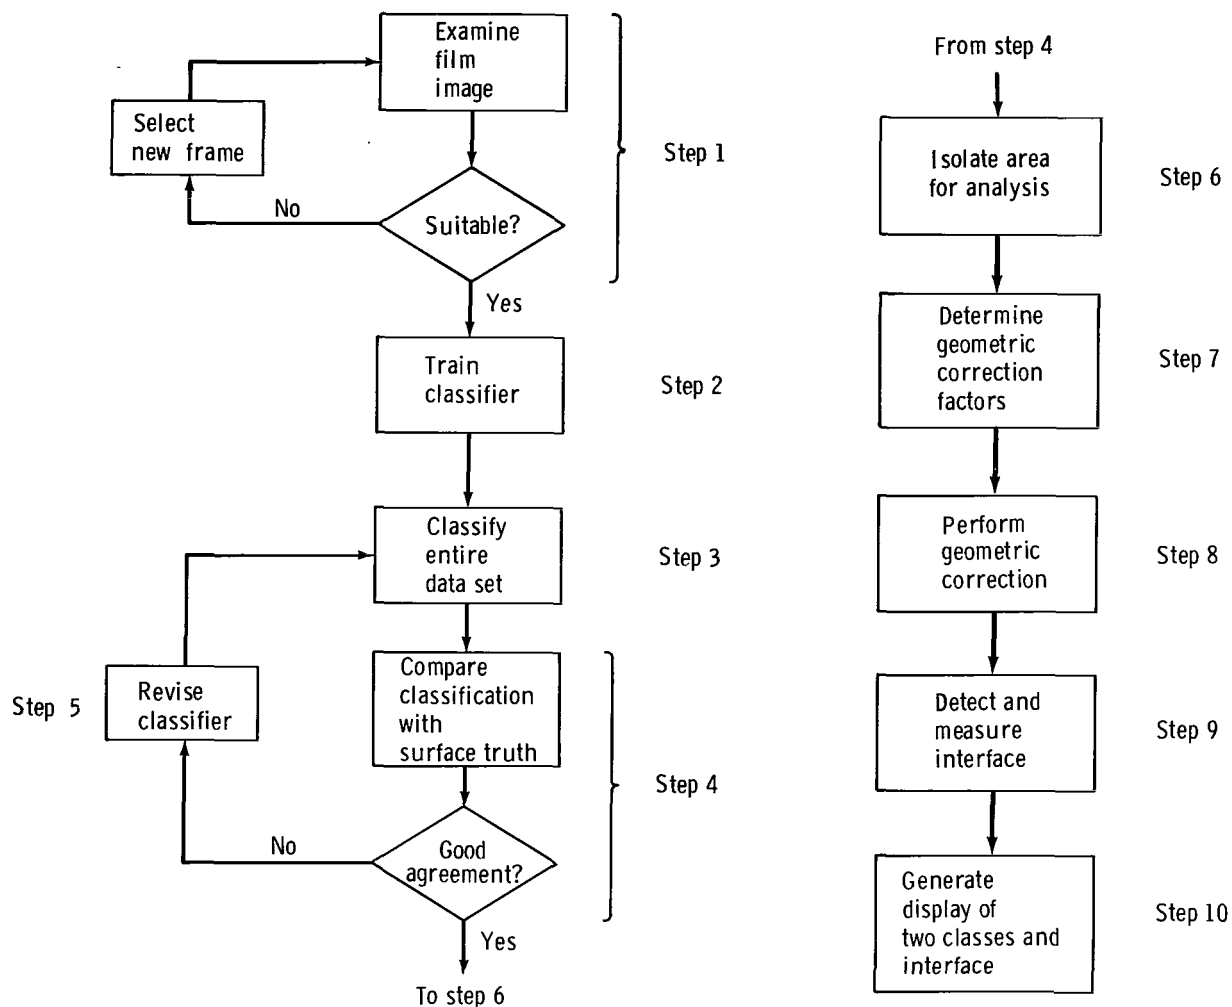 Examine
film
image
Select
new frame
Step 1
No
Suitable?
Yes
Train
classifier
Step 2
Classify
entire
data set
Step 3
Compare
classification
with
surface truth
Step 5
Revise
classifier
Step 4
No
Good
agreement?
Yes
To step 6
From step 4
Isolate area
for analysis
Step 6
Determine
geometric
correction
factors
Step 7
Perform
geometric
correction
Step 8
Detect and
measure
interface
Step 9
Generate
display of
two classes and
interface
Step 10